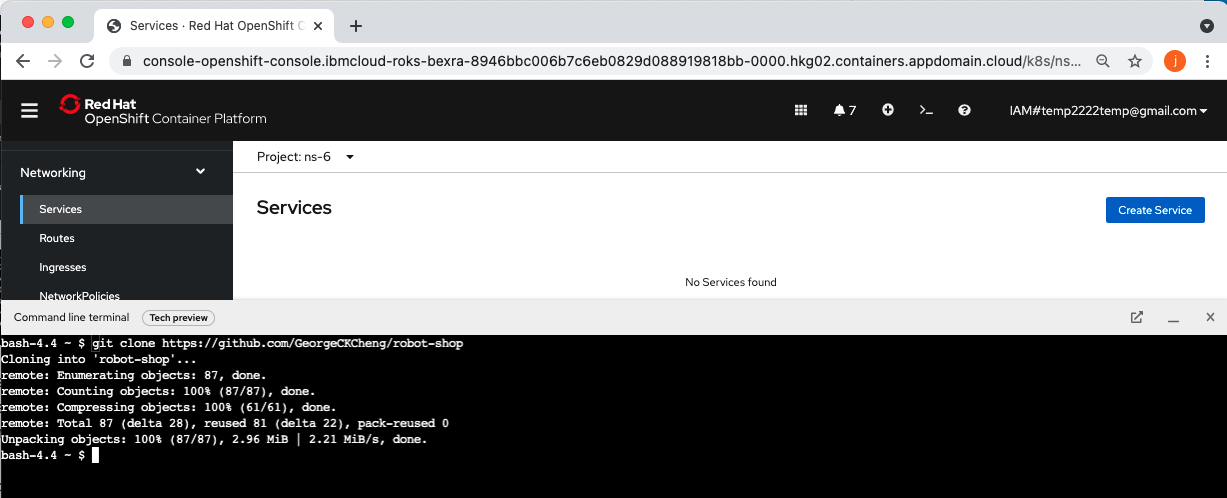 Services · Red Hat OpenShift C
console-openshift-console.ibmcloud-roks-bexra-8946bbc006b7c6eb0829d088919818bb-0000.hkg02.containers.appdomain.cloud/k8s/ns...
j
Red Hat
OpenShift Container Platform
7
IAM#temp2222temp@gmail.com
Networking
Services
Routes
Ingresses
NetworkPolicies
Project: ns-6
Services
Create Service
No Services found
Command line terminal
Tech preview
bash-4.4 ~ $ git clone https://github.com/GeorgeCKCheng/robot-shop
Cloning into 'robot-shop'...
remote: Enumerating objects: 87, done.
remote: Counting objects: 100% (87/87), done.
remote: Compressing objects: 100% (61/61), done.
remote: Total 87 (delta 28), reused 81 (delta 22), pack-reused 0
Unpacking objects: 100% (87/87), 2.96 MiB | 2.21 MiB/s, done.
bash-4.4 ~ $